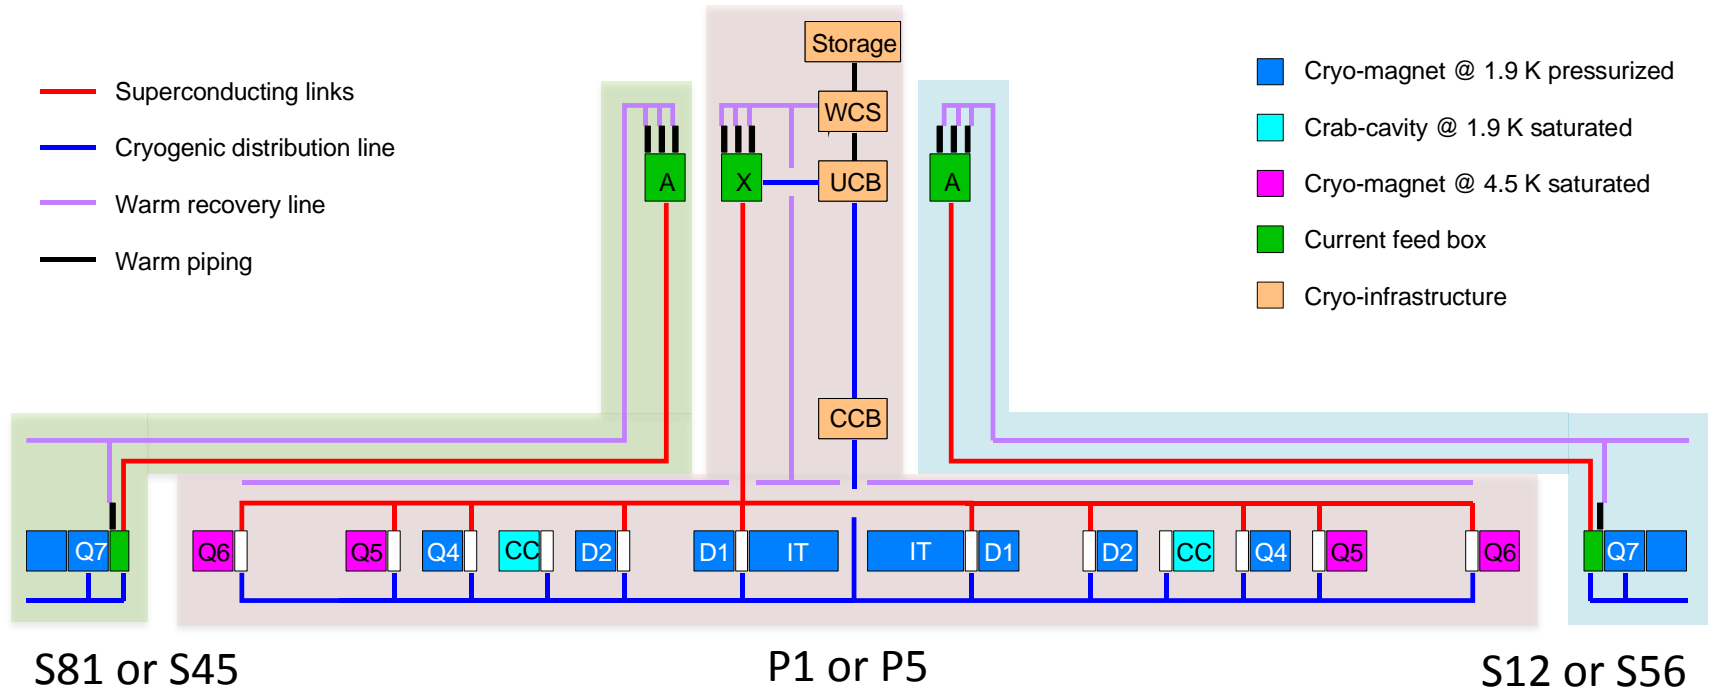 Storage
Superconducting links
Cryogenic distribution line
Warm recovery line
Warm piping
WCS
A
X
UCB
A
CCB
Cryo-magnet @ 1.9 K pressurized
Crab-cavity @ 1.9 K saturated
Cryo-magnet @ 4.5 K saturated
Current feed box
Cryo-infrastructure
Q7
Q6
Q5
Q4
CC
D2
D1
IT
IT
D1
D2
CC
Q4
Q5
Q6
Q7
S81 or S45
P1 or P5
S12 or S56